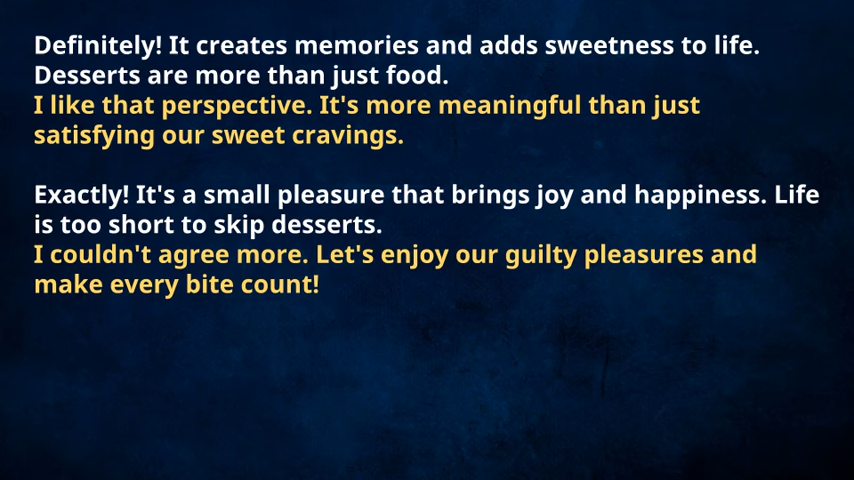 Definitely! It creates memories and adds sweetness to life.
Desserts are more than just food.
I like that perspective. It's more meaningful than just
satisfying our sweet cravings.
Exactly! It's a small pleasure that brings joy and happiness. Life
is too short to skip desserts.
I couldn't agree more. Let's enjoy our guilty pleasures and
make every bite count!